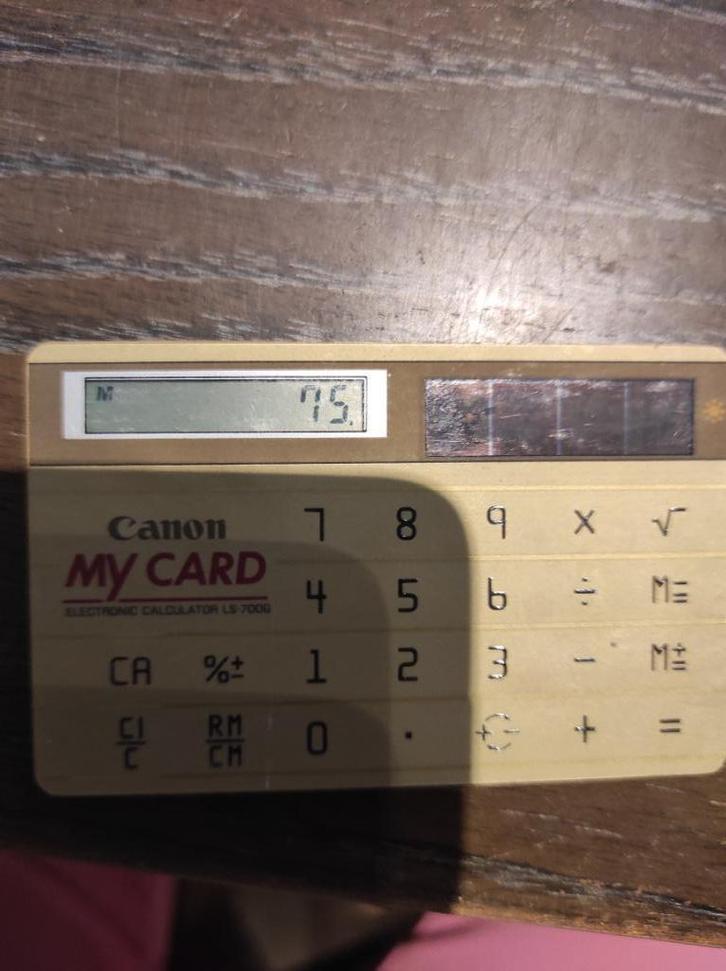 M 75.
Canon
MY CARD
ELECTRONIC CALCULATOR LS-700G
7 8 9 × √
4 5 6 ÷ M=
CA %± 1 2 3 − M±=
CI/C RM/CM 0 · + + =